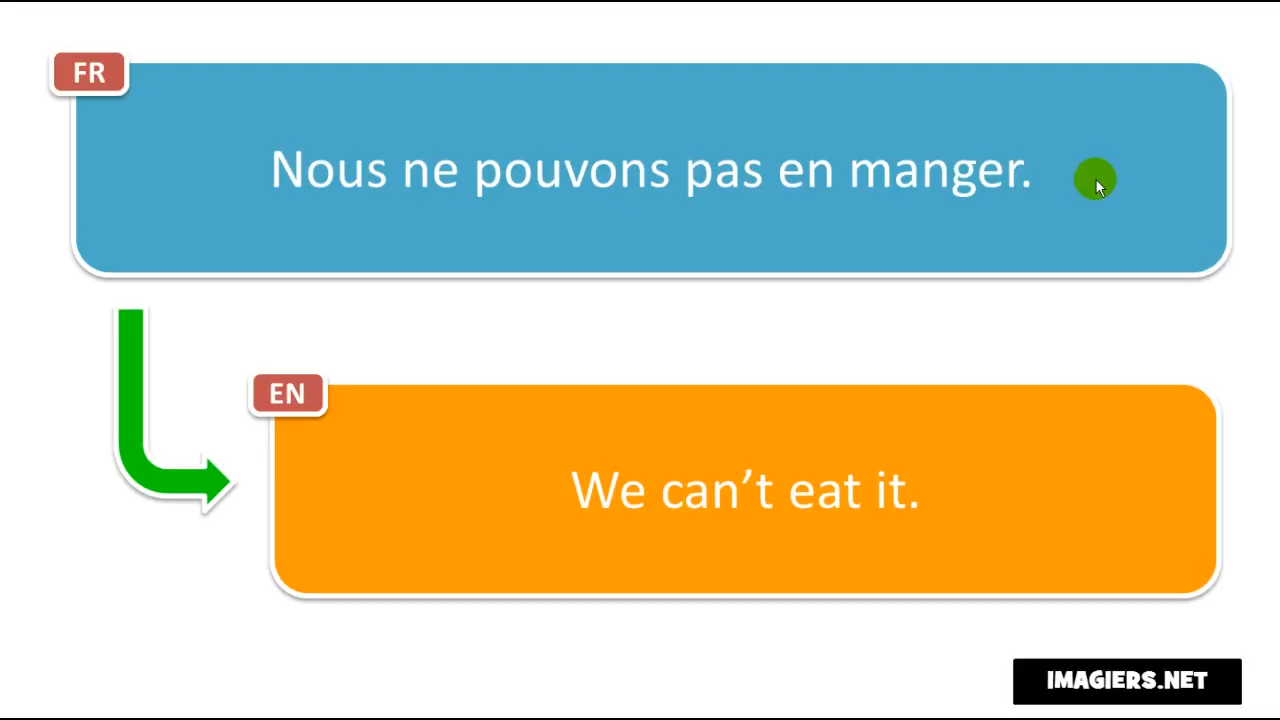 FR
Nous ne pouvons pas en manger.
EN
We can’t eat it.
IMAGIERS.NET